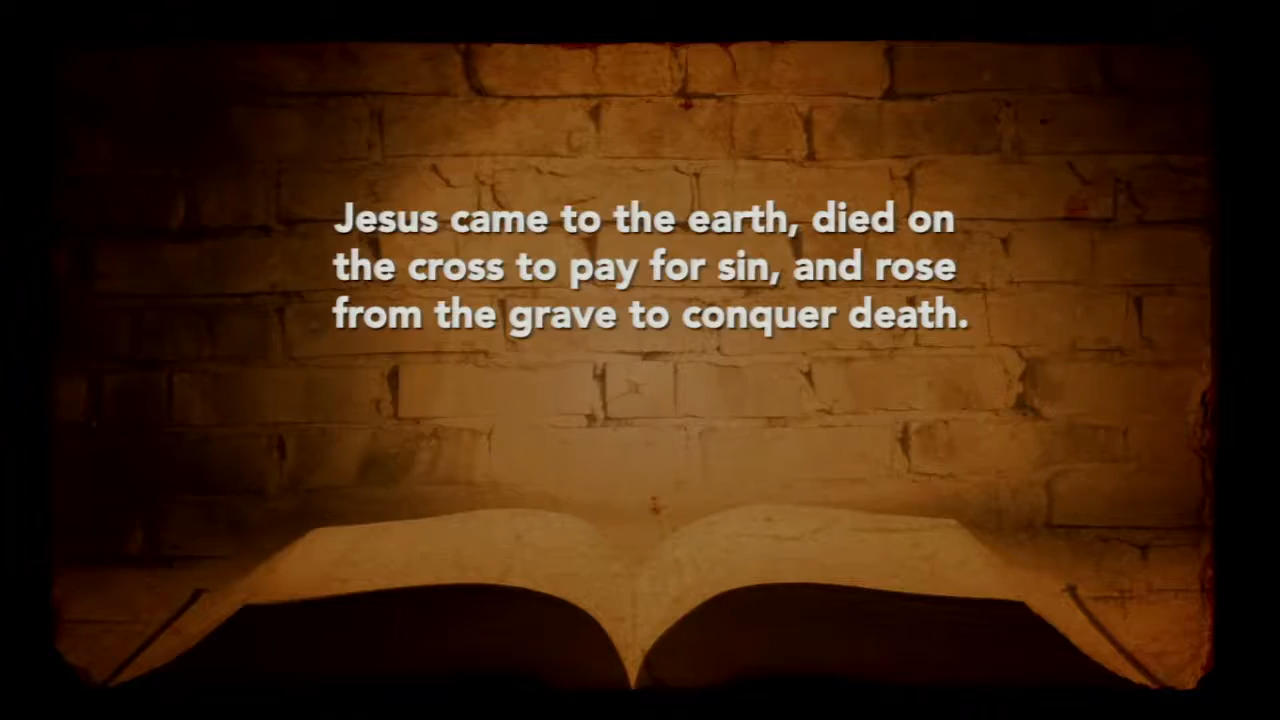 Jesus came to the earth, died on
the cross to pay for sin, and rose
from the grave to conquer death.